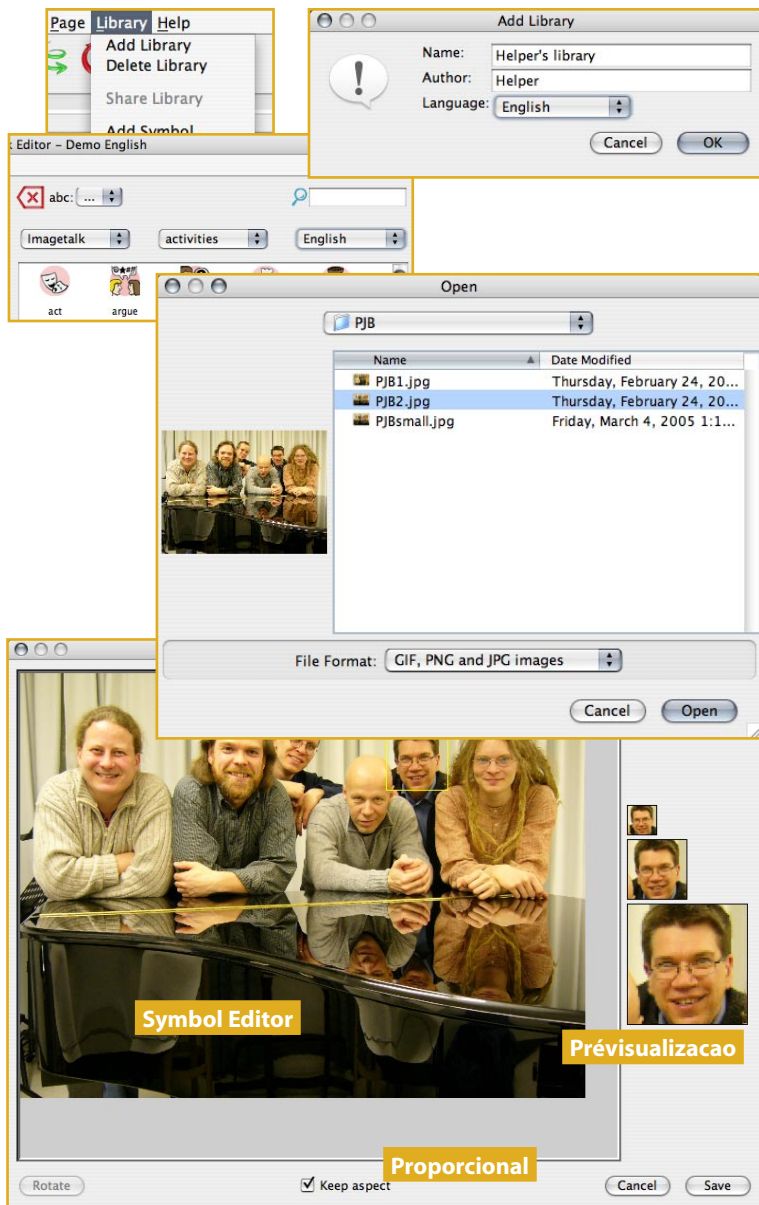 Page Library Help
Add Library
Delete Library
Share Library
Add Symbol
Add Library
Name: Helper's library
Author: Helper
Language: English
Cancel OK
Editor – Demo English
abc: ...
Imagetalk activities English
act argue
Open
PJB
Name Date Modified
PJB1.jpg Thursday, February 24, 20...
PJB2.jpg Thursday, February 24, 20...
PJBsmall.jpg Friday, March 4, 2005 1:1...
File Format: GIF, PNG and JPG images
Cancel Open
Symbol Editor
Prévisualizacao
Proporcional
Rotate Keep aspect Cancel Save